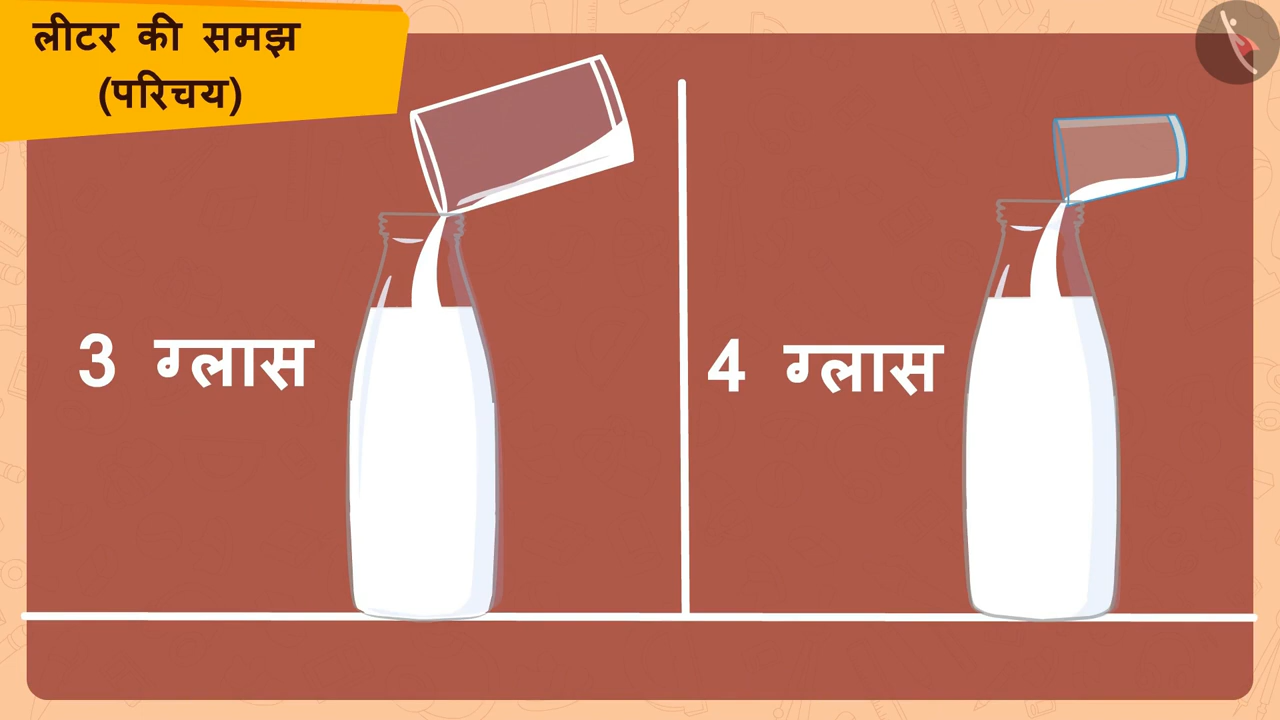 लीटर की समझ
(परिचय)
3 ग्लास
4 ग्लास